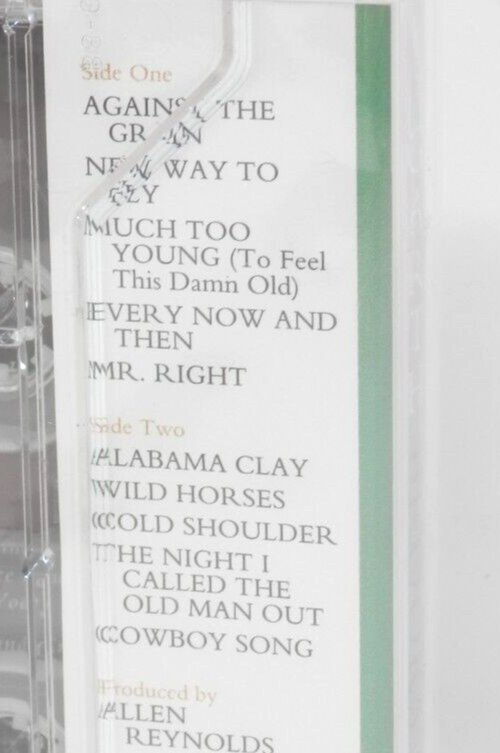 Side One
AGAINST THE
GRAIN
NEW WAY TO
FLY
MUCH TOO
YOUNG (To Feel
This Damn Old)
EVERY NOW AND
THEN
MR. RIGHT
Side Two
ALABAMA CLAY
WILD HORSES
COLD SHOULDER
THE NIGHT I
CALLED THE
OLD MAN OUT
COWBOY SONG
Produced by
ALLEN
REYNOLDS